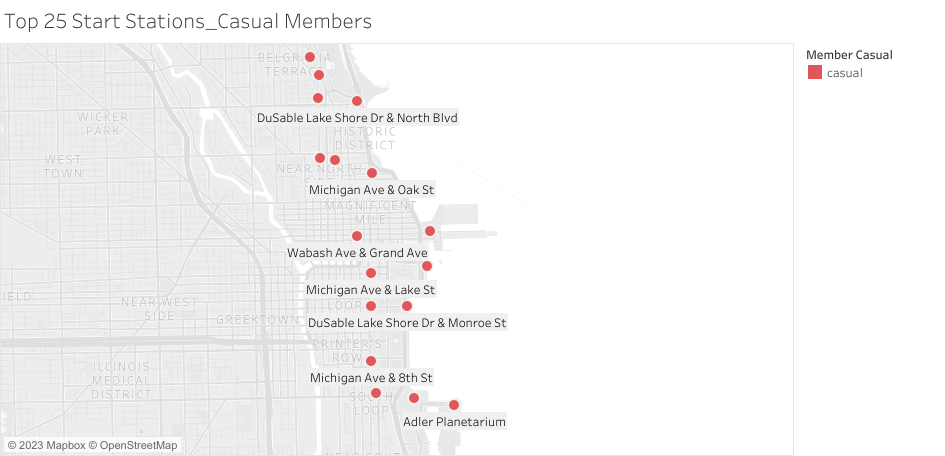 Top 25 Start Stations_Casual Members
Member Casual
casual
TERRACE
DuSable Lake Shore Dr & North Blvd
WICKER
PARK
HISTORIC
DISTRICT
WEST
TOWN
NEAR NORTH
Michigan Ave & Oak St
MAGNIFICENT
MILE
Wabash Ave & Grand Ave
Michigan Ave & Lake St
IELD
NEAR WEST
SIDE
LOOP
GREEKTOWN
DuSable Lake Shore Dr & Monroe St
PRINTER'S
ROW
ILLINOIS
MEDICAL
DISTRICT
Michigan Ave & 8th St
LOOP
Adler Planetarium
© 2023 Mapbox © OpenStreetMap